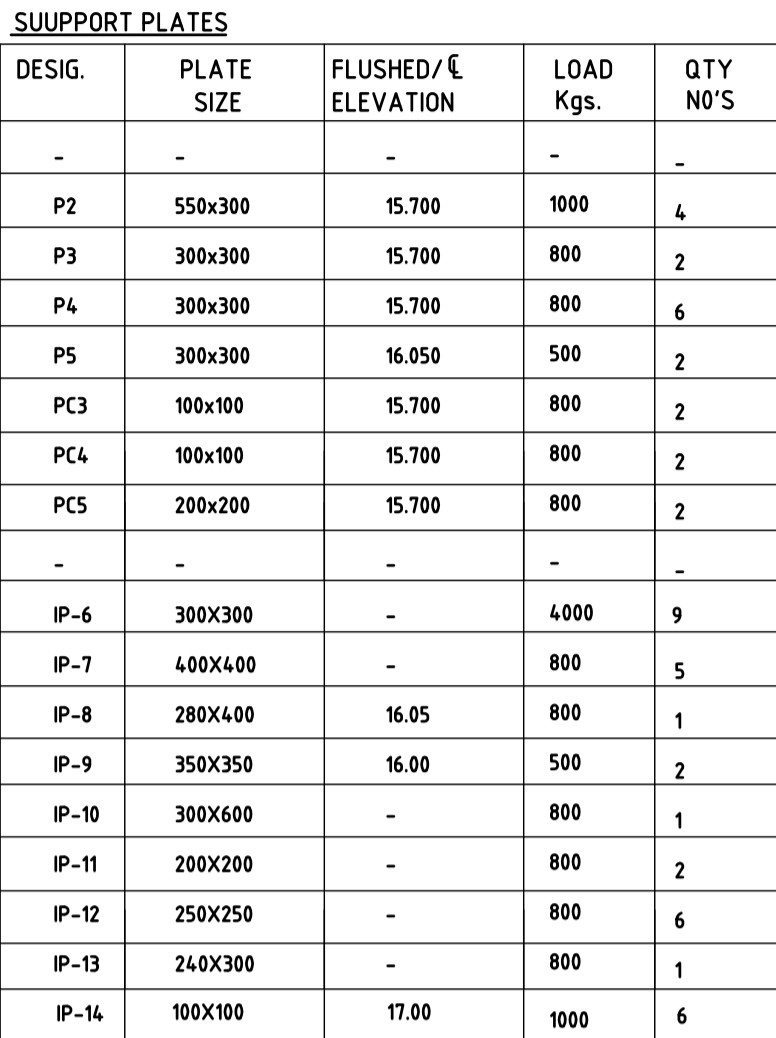 SUUPPORT PLATES
DESIG. PLATE SIZE FLUSHED/℄ ELEVATION LOAD Kgs. QTY N0'S
- - - - -
P2 550x300 15.700 1000 4
P3 300x300 15.700 800 2
P4 300x300 15.700 800 6
P5 300x300 16.050 500 2
PC3 100x100 15.700 800 2
PC4 100x100 15.700 800 2
PC5 200x200 15.700 800 2
- - - - -
IP-6 300X300 - 4000 9
IP-7 400X400 - 800 5
IP-8 280X400 16.05 800 1
IP-9 350X350 16.00 500 2
IP-10 300X600 - 800 1
IP-11 200X200 - 800 2
IP-12 250X250 - 800 6
IP-13 240X300 - 800 1
IP-14 100X100 17.00 1000 6